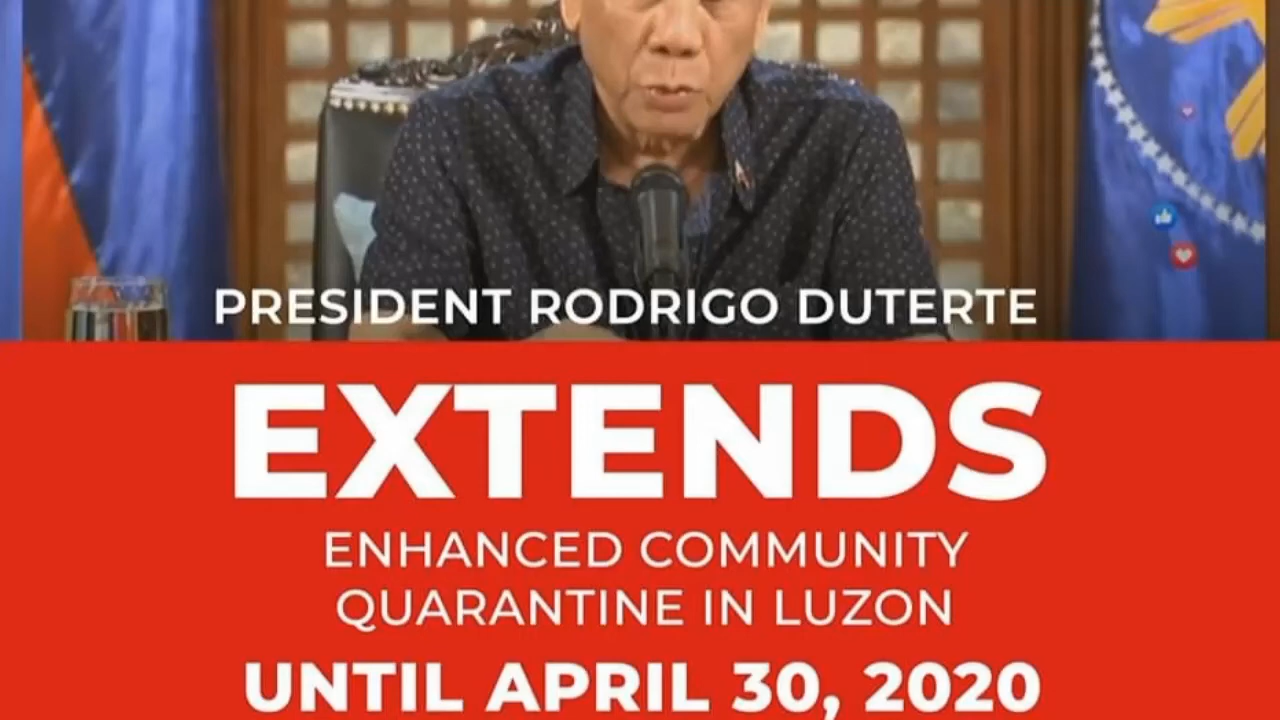 PRESIDENT RODRIGO DUTERTE
EXTENDS
ENHANCED COMMUNITY
QUARANTINE IN LUZON
UNTIL APRIL 30, 2020